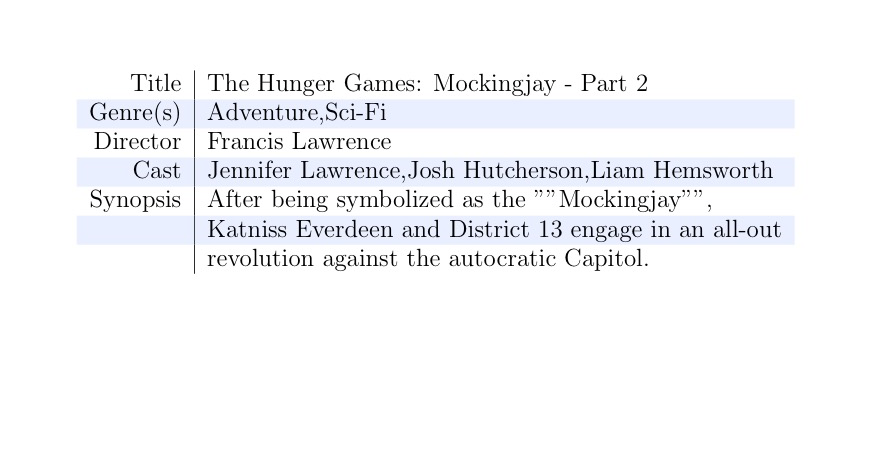 Title The Hunger Games: Mockingjay - Part 2
Genre(s) Adventure,Sci-Fi
Director Francis Lawrence
Cast Jennifer Lawrence,Josh Hutcherson,Liam Hemsworth
Synopsis After being symbolized as the ””Mockingjay””,
Katniss Everdeen and District 13 engage in an all-out
revolution against the autocratic Capitol.